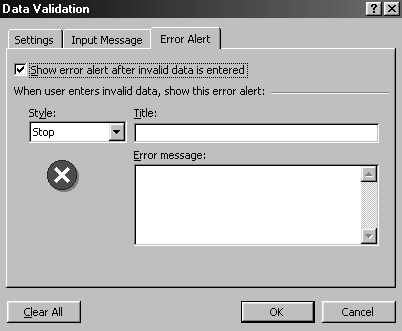 Data Validation
Settings
Input Message
Error Alert
Show error alert after invalid data is entered
When user enters invalid data, show this error alert:
Style:
Title:
Stop
Error message:
Clear All
OK
Cancel